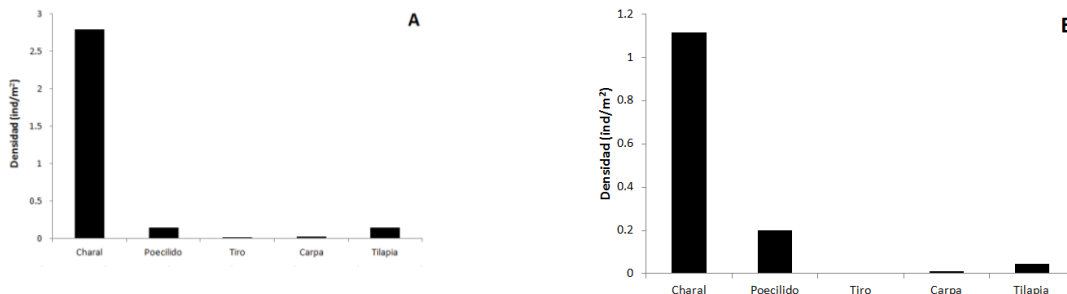 A
Densidad (ind/m²)
3
2.5
2
1.5
1
0.5
0
Charal Poecilido Tiro Carpa Tilapia
Densidad (ind/m²)
1.2
1
0.8
0.6
0.4
0.2
0
Charal Poecilido Tiro Carpa Tilapia